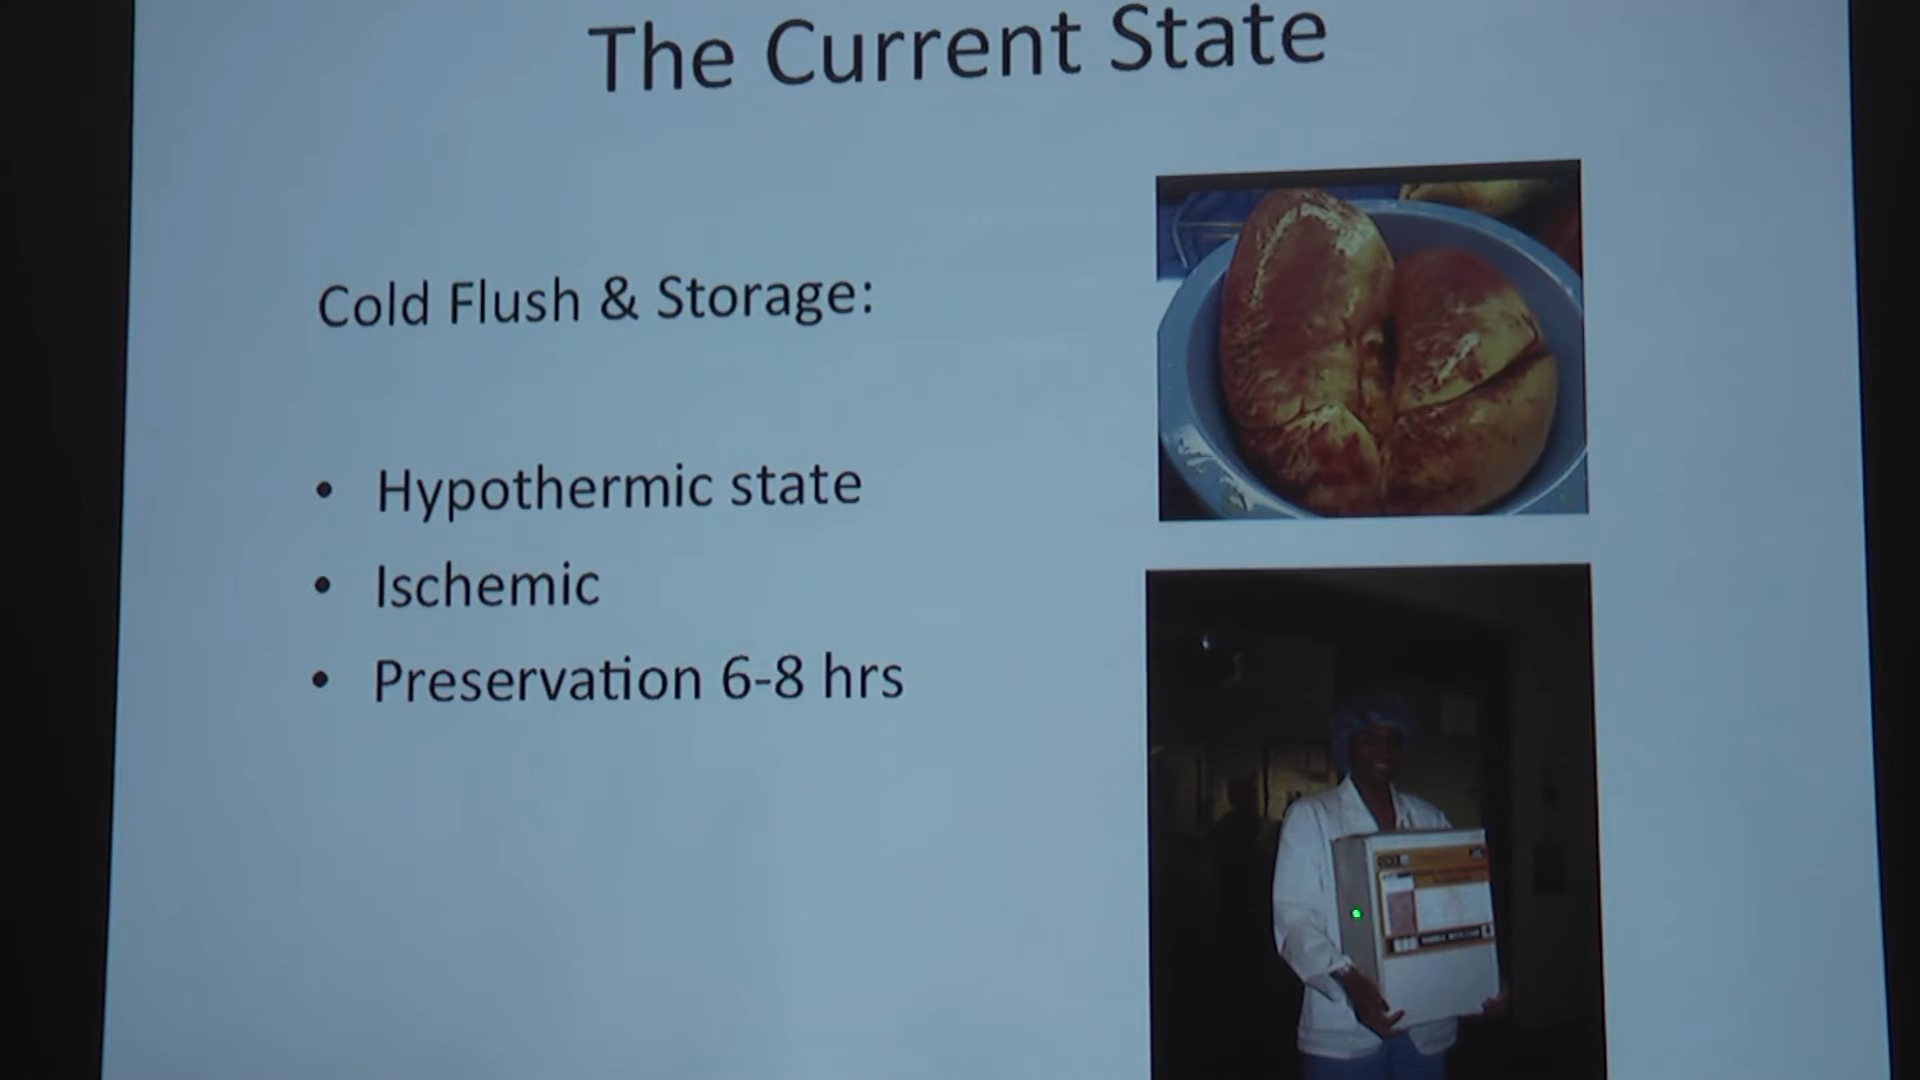 The Current State
Cold Flush & Storage:
• Hypothermic state
• Ischemic
• Preservation 6-8 hrs